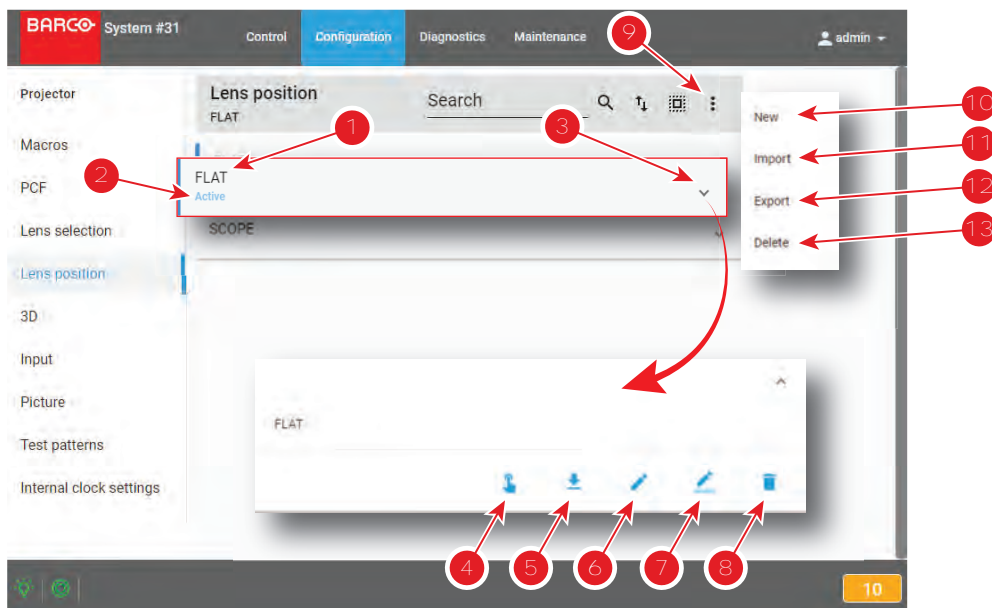 BARCO System #31
Control Configuration Diagnostics Maintenance
admin
9
Projector
Macros
PCF
Lens selection
Lens position
3D
Input
Picture
Test patterns
Internal clock settings
Lens position
FLAT
Search
1
2
3
FLAT
Active
SCOPE
New
Import
Export
Delete
10
11
12
13
FLAT
4
5
6
7
8
10